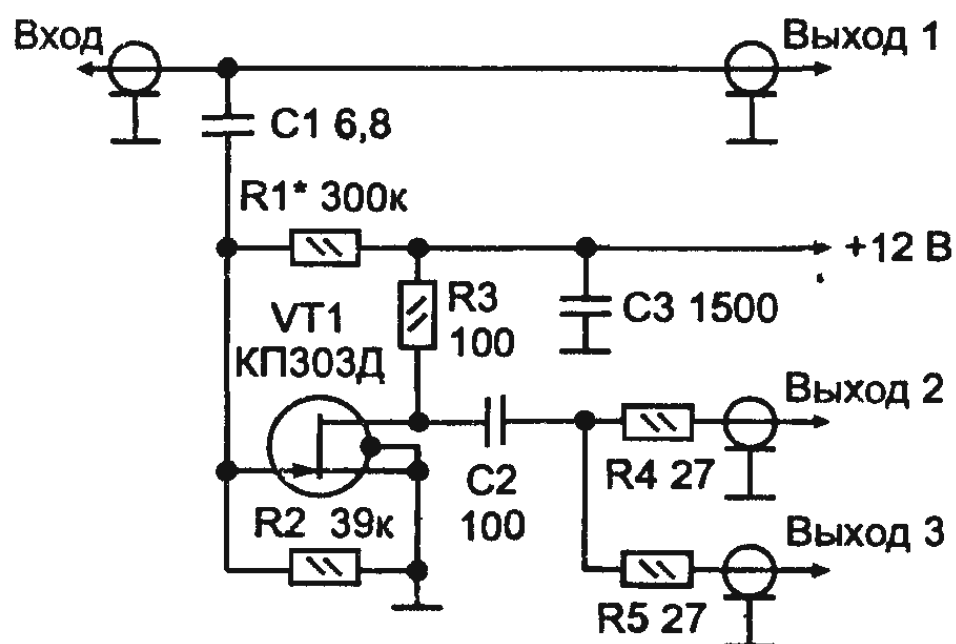 Вход
Выход 1
C1 6,8
R1* 300к
+12 В
VT1
КП303Д
R3
100
C3 1500
Выход 2
C2
100
R4 27
R2 39к
Выход 3
R5 27